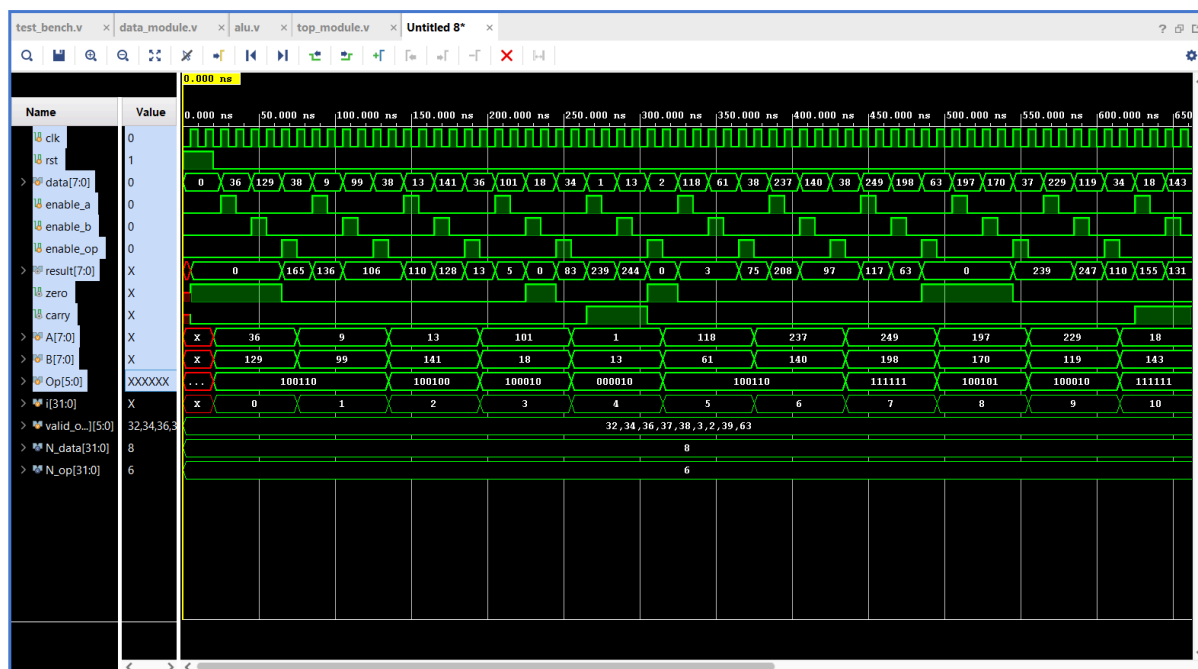 test_bench.v × data_module.v × alu.v × top_module.v × Untitled 8* ×
0.000 ns
Name Value
0.000 ns 50.000 ns 100.000 ns 150.000 ns 200.000 ns 250.000 ns 300.000 ns 350.000 ns 400.000 ns 450.000 ns 500.000 ns 550.000 ns 600.000 ns 650
clk 0
rst 1
data[7:0] 0 0 36 129 38 9 99 38 13 141 36 101 18 34 1 13 2 118 61 38 237 140 38 249 198 63 197 170 37 229 119 34 18 143
enable_a 0
enable_b 0
enable_op 0
result[7:0] X 0 165 136 106 110 128 13 5 0 83 239 244 0 3 75 208 97 117 63 0 239 247 110 155 131
zero X
carry X
A[7:0] X X 36 9 13 101 1 118 237 249 197 229 18
B[7:0] X X 129 99 141 18 13 61 140 198 170 119 143
Op[5:0] XXXXXX ... 100110 100100 100010 000010 100110 111111 100101 100010 111111
i[31:0] X X 0 1 2 3 4 5 6 7 8 9 10
valid_o...][5:0] 32,34,36,3 32,34,36,37,38,3,2,39,63
N_data[31:0] 8 8
N_op[31:0] 6 6